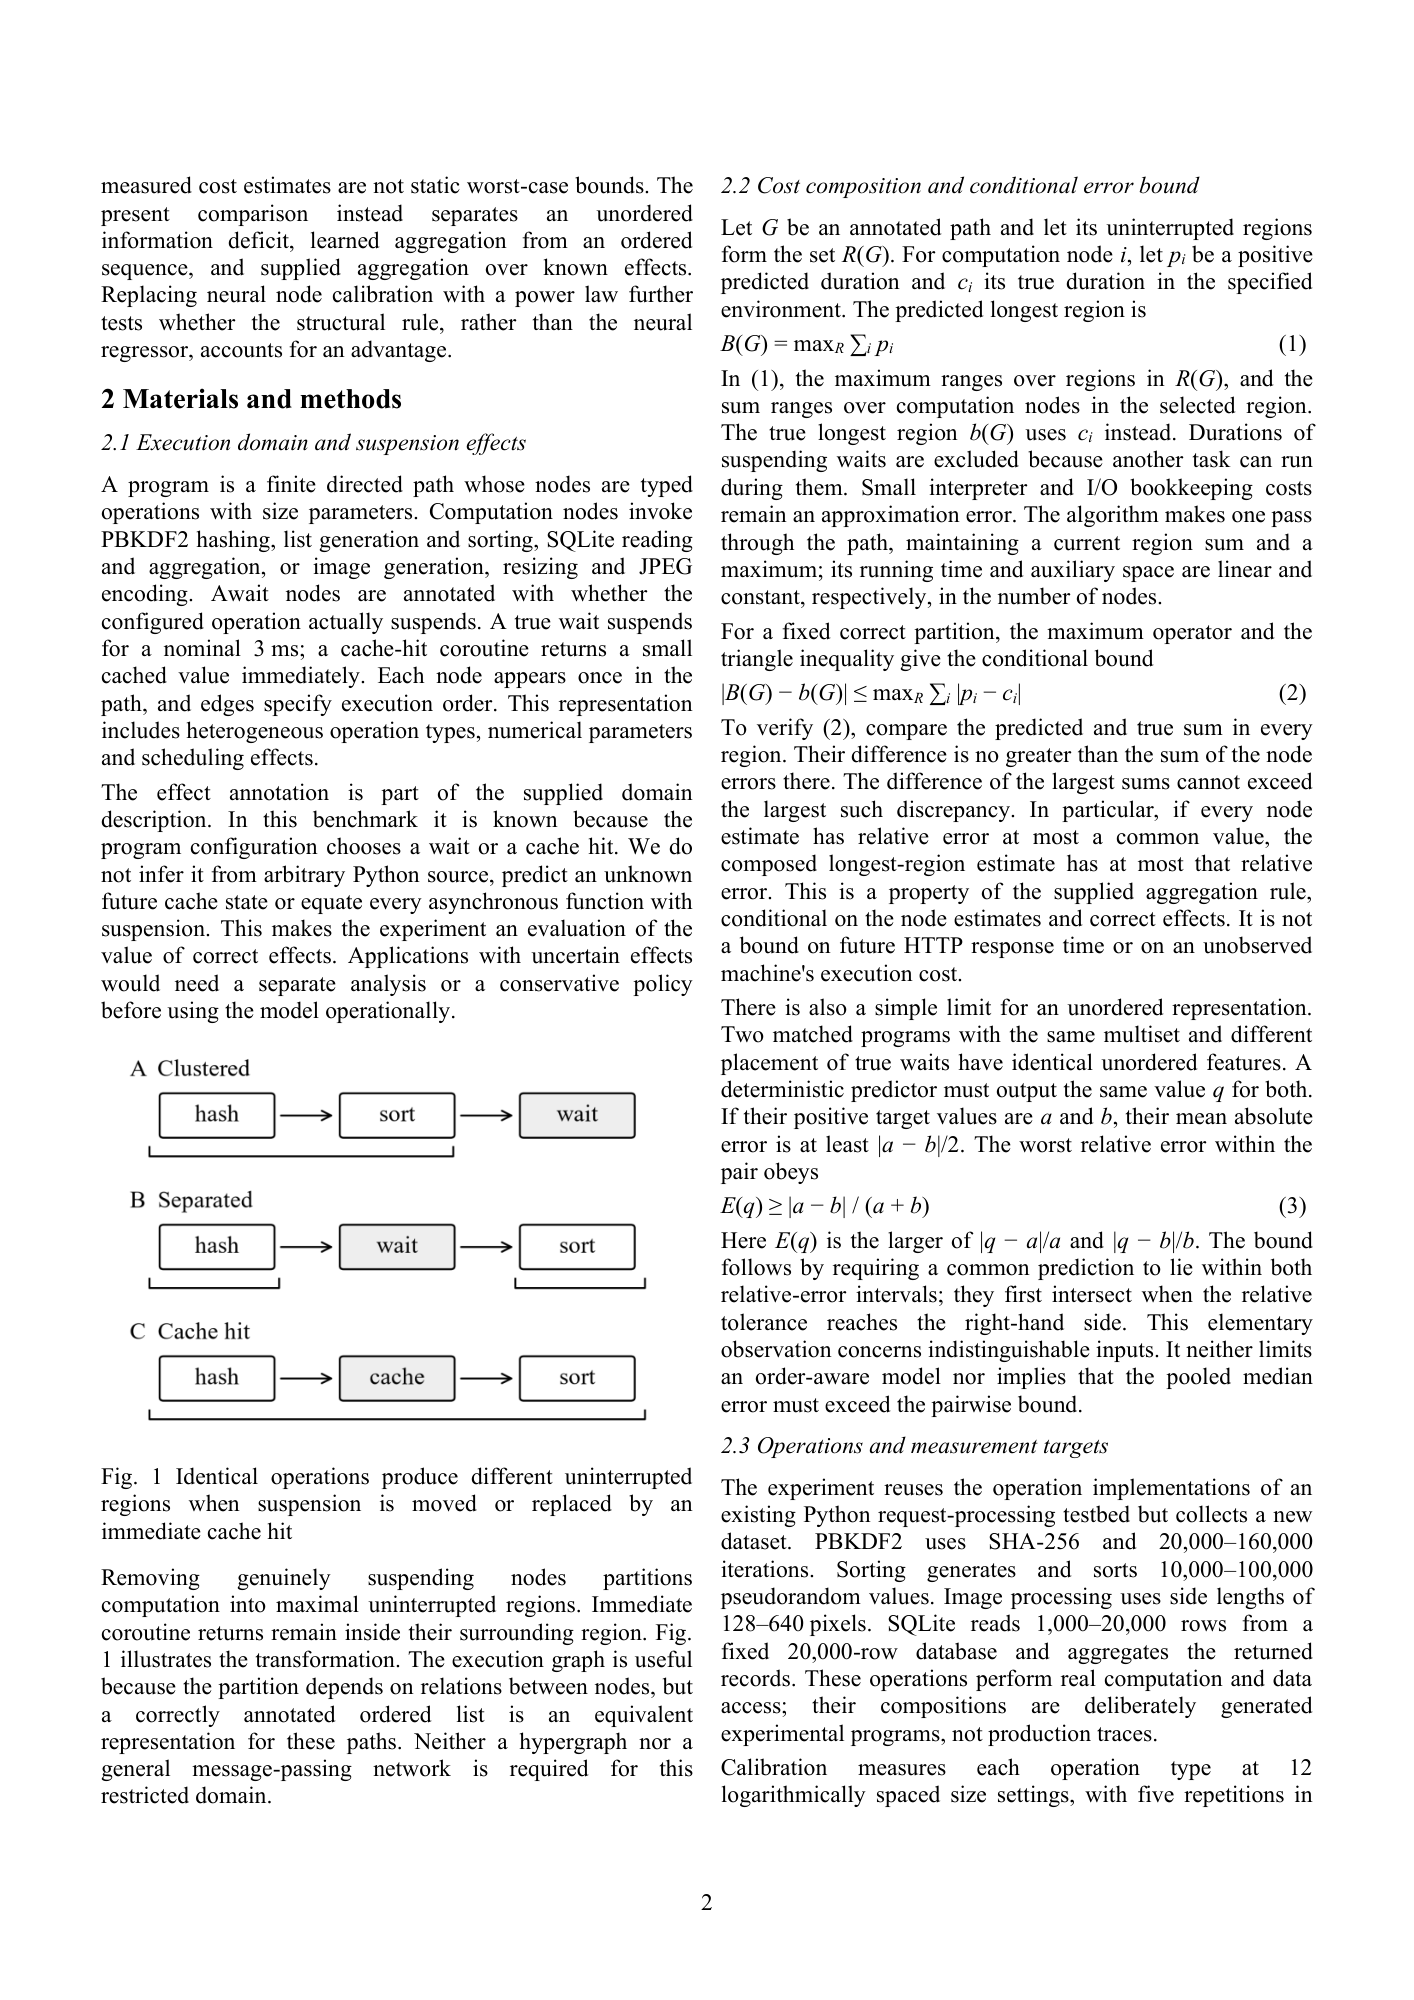 measured cost estimates are not static worst-case bounds. The
present comparison instead separates an unordered
information deficit, learned aggregation from an ordered
sequence, and supplied aggregation over known effects.
Replacing neural node calibration with a power law further
tests whether the structural rule, rather than the neural
regressor, accounts for an advantage.
2 Materials and methods
2.1 Execution domain and suspension effects
A program is a finite directed path whose nodes are typed
operations with size parameters. Computation nodes invoke
PBKDF2 hashing, list generation and sorting, SQLite reading
and aggregation, or image generation, resizing and JPEG
encoding. Await nodes are annotated with whether the
configured operation actually suspends. A true wait suspends
for a nominal 3 ms; a cache-hit coroutine returns a small
cached value immediately. Each node appears once in the
path, and edges specify execution order. This representation
includes heterogeneous operation types, numerical parameters
and scheduling effects.
The effect annotation is part of the supplied domain
description. In this benchmark it is known because the
program configuration chooses a wait or a cache hit. We do
not infer it from arbitrary Python source, predict an unknown
future cache state or equate every asynchronous function with
suspension. This makes the experiment an evaluation of the
value of correct effects. Applications with uncertain effects
would need a separate analysis or a conservative policy
before using the model operationally.
A Clustered
hash sort wait
B Separated
hash wait sort
C Cache hit
hash cache sort
Fig. 1 Identical operations produce different uninterrupted
regions when suspension is moved or replaced by an
immediate cache hit
Removing genuinely suspending nodes partitions
computation into maximal uninterrupted regions. Immediate
coroutine returns remain inside their surrounding region. Fig.
1 illustrates the transformation. The execution graph is useful
because the partition depends on relations between nodes, but
a correctly annotated ordered list is an equivalent
representation for these paths. Neither a hypergraph nor a
general message-passing network is required for this
restricted domain.
2.2 Cost composition and conditional error bound
Let G be an annotated path and let its uninterrupted regions
form the set R(G). For computation node i, let pᵢ be a positive
predicted duration and cᵢ its true duration in the specified
environment. The predicted longest region is
B(G) = max_R ∑ᵢ pᵢ (1)
In (1), the maximum ranges over regions in R(G), and the
sum ranges over computation nodes in the selected region.
The true longest region b(G) uses cᵢ instead. Durations of
suspending waits are excluded because another task can run
during them. Small interpreter and I/O bookkeeping costs
remain an approximation error. The algorithm makes one pass
through the path, maintaining a current region sum and a
maximum; its running time and auxiliary space are linear and
constant, respectively, in the number of nodes.
For a fixed correct partition, the maximum operator and the
triangle inequality give the conditional bound
|B(G) − b(G)| ≤ max_R ∑ᵢ |pᵢ − cᵢ| (2)
To verify (2), compare the predicted and true sum in every
region. Their difference is no greater than the sum of the node
errors there. The difference of the largest sums cannot exceed
the largest such discrepancy. In particular, if every node
estimate has relative error at most a common value, the
composed longest-region estimate has at most that relative
error. This is a property of the supplied aggregation rule,
conditional on the node estimates and correct effects. It is not
a bound on future HTTP response time or on an unobserved
machine's execution cost.
There is also a simple limit for an unordered representation.
Two matched programs with the same multiset and different
placement of true waits have identical unordered features. A
deterministic predictor must output the same value q for both.
If their positive target values are a and b, their mean absolute
error is at least |a − b|/2. The worst relative error within the
pair obeys
E(q) ≥ |a − b| / (a + b) (3)
Here E(q) is the larger of |q − a|/a and |q − b|/b. The bound
follows by requiring a common prediction to lie within both
relative-error intervals; they first intersect when the relative
tolerance reaches the right-hand side. This elementary
observation concerns indistinguishable inputs. It neither limits
an order-aware model nor implies that the pooled median
error must exceed the pairwise bound.
2.3 Operations and measurement targets
The experiment reuses the operation implementations of an
existing Python request-processing testbed but collects a new
dataset. PBKDF2 uses SHA-256 and 20,000–160,000
iterations. Sorting generates and sorts 10,000–100,000
pseudorandom values. Image processing uses side lengths of
128–640 pixels. SQLite reads 1,000–20,000 rows from a
fixed 20,000-row database and aggregates the returned
records. These operations perform real computation and data
access; their compositions are deliberately generated
experimental programs, not production traces.
Calibration measures each operation type at 12
logarithmically spaced size settings, with five repetitions in
2